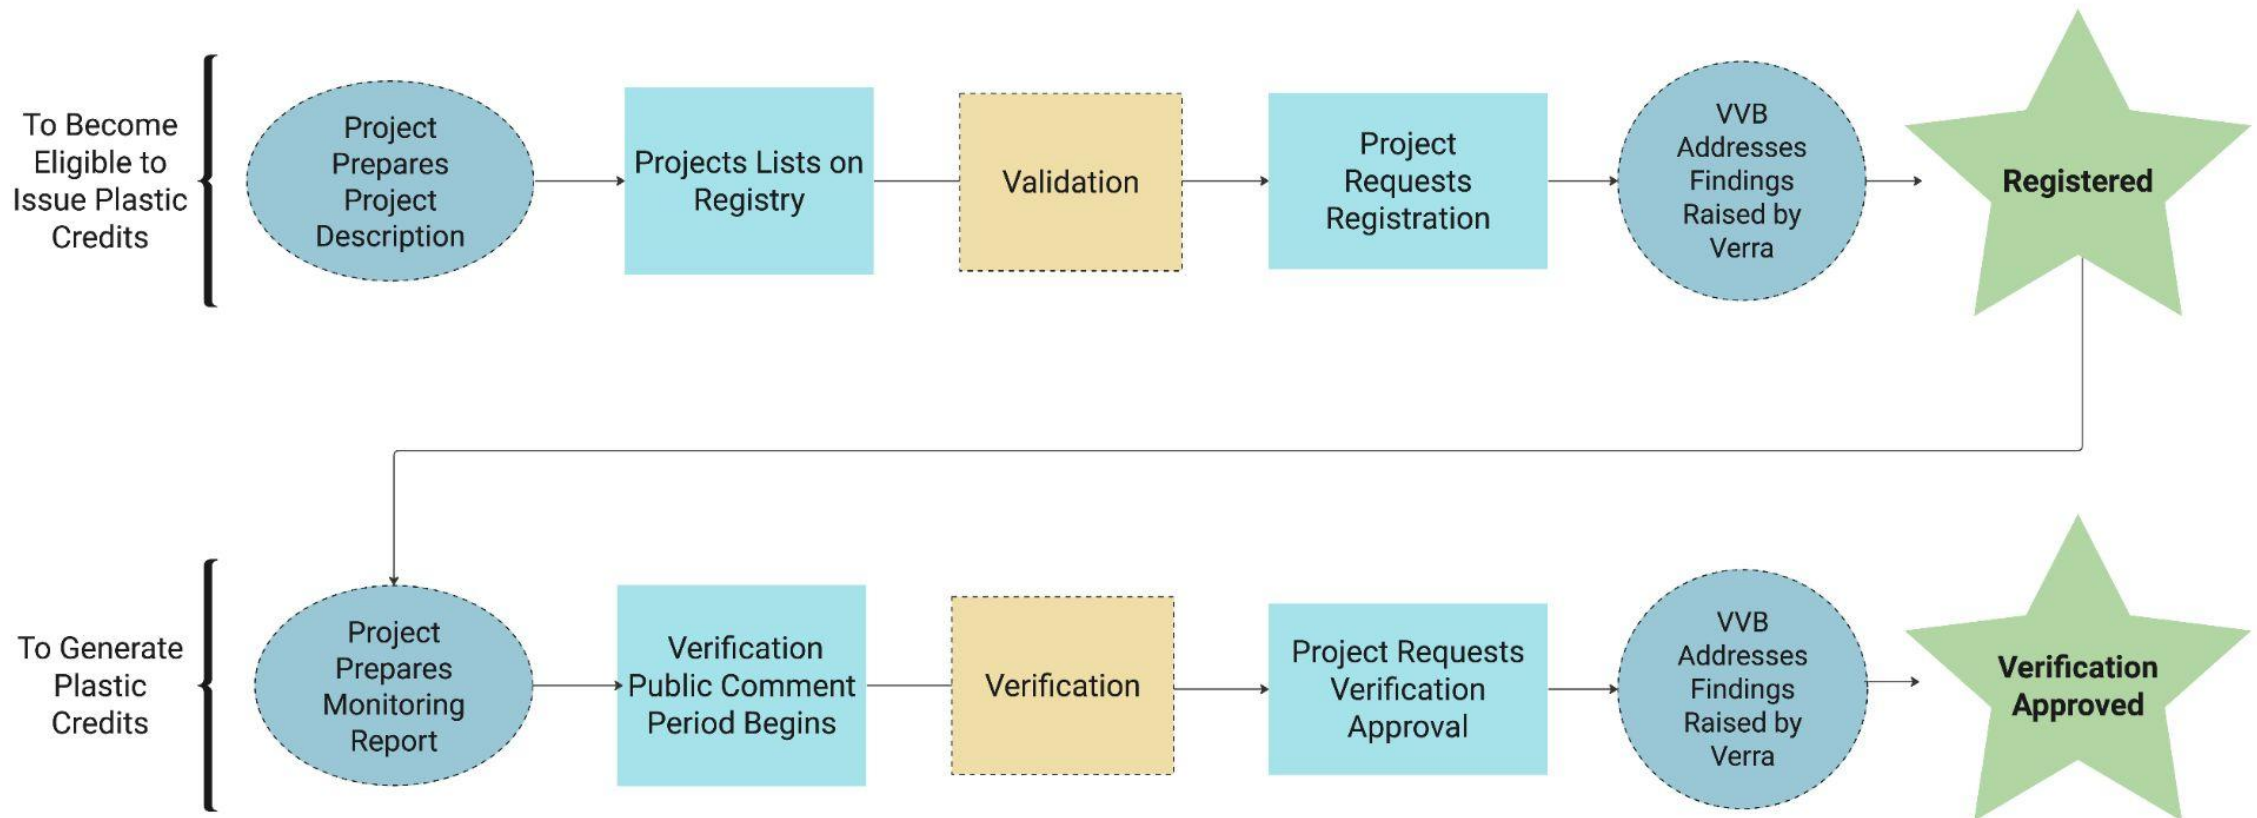 To Become
Eligible to
Issue Plastic
Credits
Project
Prepares
Project
Description
Projects Lists on
Registry
Validation
Project
Requests
Registration
VVB
Addresses
Findings
Raised by
Verra
Registered
To Generate
Plastic
Credits
Project
Prepares
Monitoring
Report
Verification
Public Comment
Period Begins
Verification
Project Requests
Verification
Approval
VVB
Addresses
Findings
Raised by
Verra
Verification
Approved